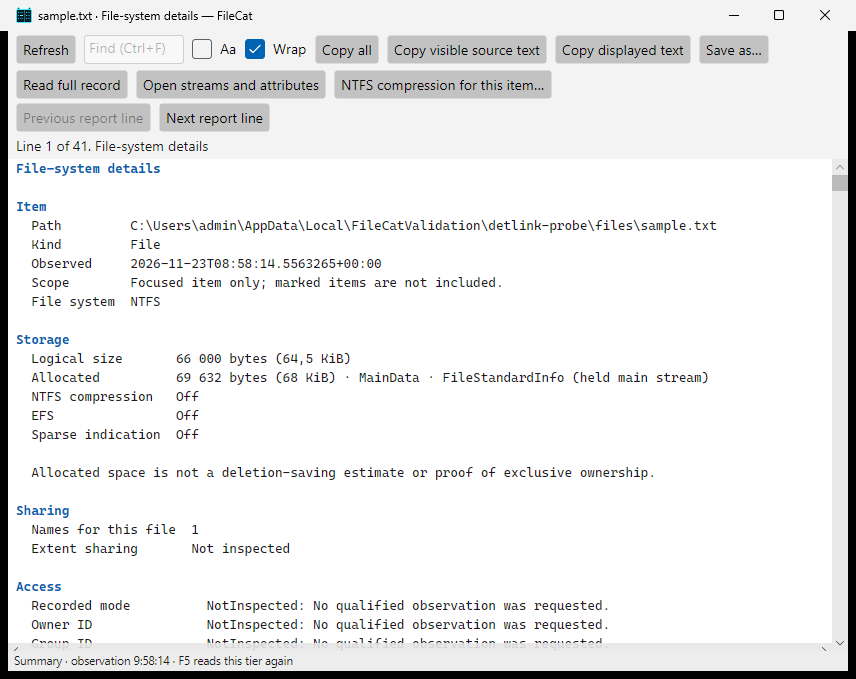 sample.txt · File-system details — FileCat
Refresh Find (Ctrl+F) Aa Wrap Copy all Copy visible source text Copy displayed text Save as...
Read full record Open streams and attributes NTFS compression for this item...
Previous report line Next report line
Line 1 of 41. File-system details
File-system details
Item
Path C:\Users\admin\AppData\Local\FileCatValidation\detlink-probe\files\sample.txt
Kind File
Observed 2026-11-23T08:58:14.5563265+00:00
Scope Focused item only; marked items are not included.
File system NTFS
Storage
Logical size 66 000 bytes (64,5 KiB)
Allocated 69 632 bytes (68 KiB) · MainData · FileStandardInfo (held main stream)
NTFS compression Off
EFS Off
Sparse indication Off
Allocated space is not a deletion-saving estimate or proof of exclusive ownership.
Sharing
Names for this file 1
Extent sharing Not inspected
Access
Recorded mode NotInspected: No qualified observation was requested.
Owner ID NotInspected: No qualified observation was requested.
Group ID NotInspected: No qualified observation was requested.
Summary · observation 9:58:14 · F5 reads this tier again